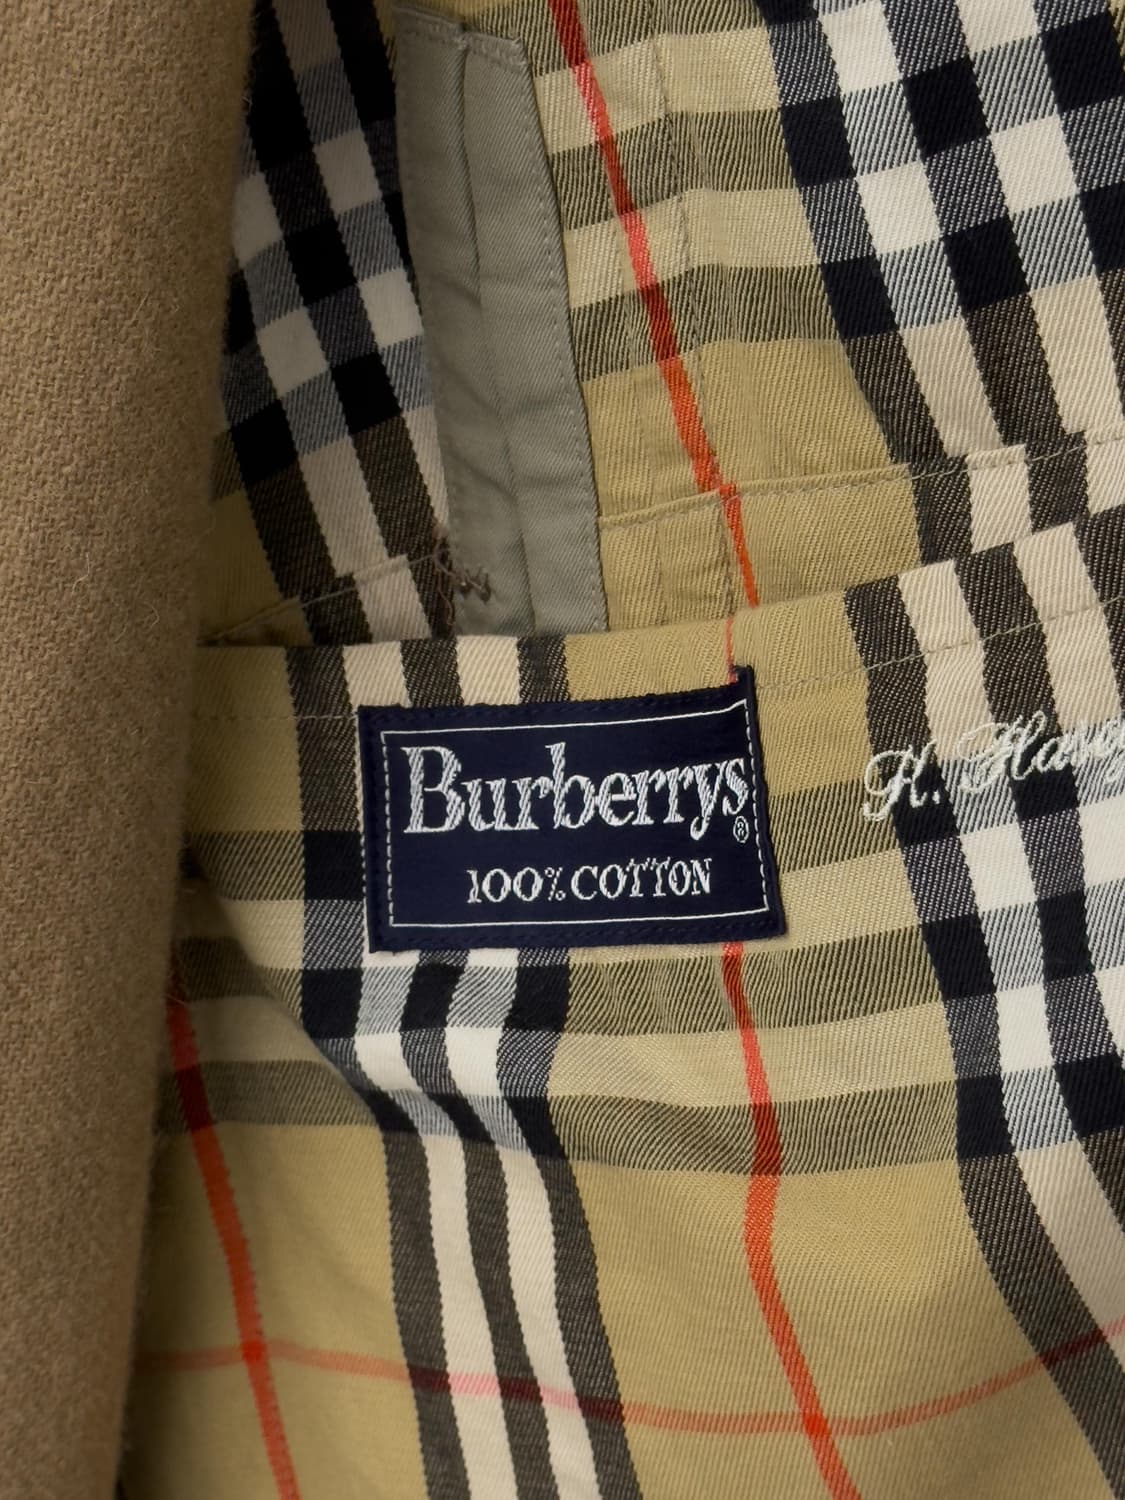 Burberrys®
100% COTTON
H.